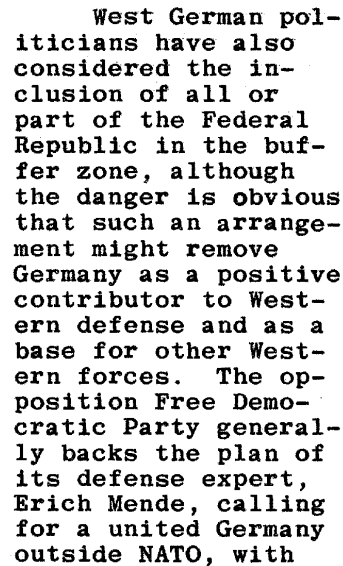 West German pol-
iticians have also
considered the in-
clusion of all or
part of the Federal
Republic in the buf-
fer zone, although
the danger is obvious
that such an arrange-
ment might remove
Germany as a positive
contributor to West-
ern defense and as a
base for other West-
ern forces. The op-
position Free Demo-
cratic Party general-
ly backs the plan of
its defense expert,
Erich Mende, calling
for a united Germany
outside NATO, with